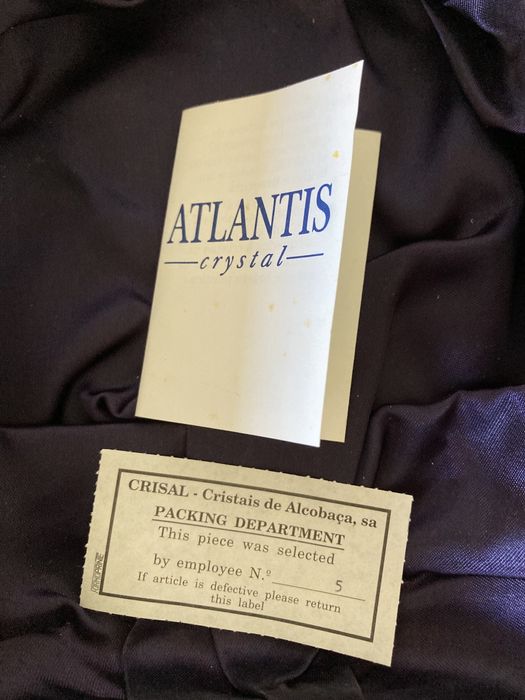 ATLANTIS
crystal
CRISAL - Cristais de Alcobaça, sa
PACKING DEPARTMENT
This piece was selected
by employee N.º 5
If article is defective please return
this label